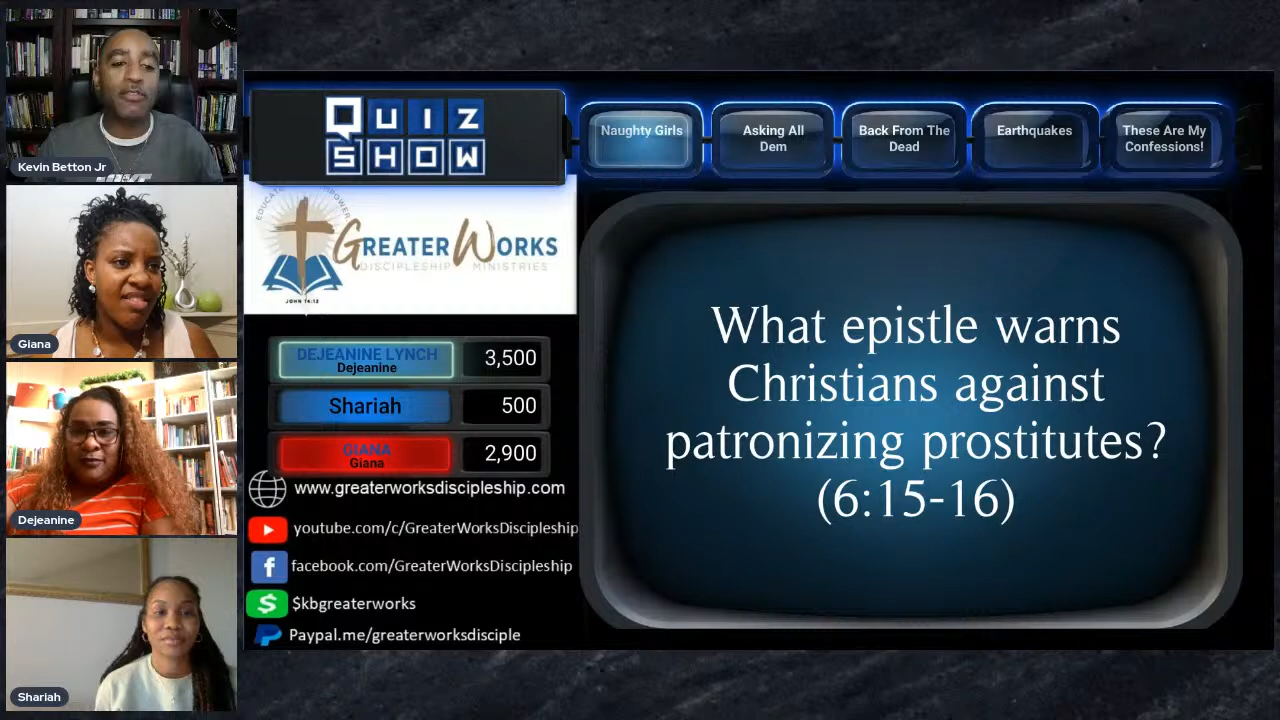 Kevin Betton Jr
Giana
Dejeanine
Shariah
QUIZ
SHOW
EDUCATE
EMPOWER
GREATER WORKS
DISCIPLESHIP MINISTRIES
JOHN 14:12
DEJEANINE LYNCH
Dejeanine
3,500
Shariah
500
GIANA
Giana
2,900
www.greaterworksdiscipleship.com
youtube.com/c/GreaterWorksDiscipleship
facebook.com/GreaterWorksDiscipleship
$kbgreaterworks
Paypal.me/greaterworksdisciple
Naughty Girls
Asking All
Dem
Back From The
Dead
Earthquakes
These Are My
Confessions!
What epistle warns
Christians against
patronizing prostitutes?
(6:15-16)